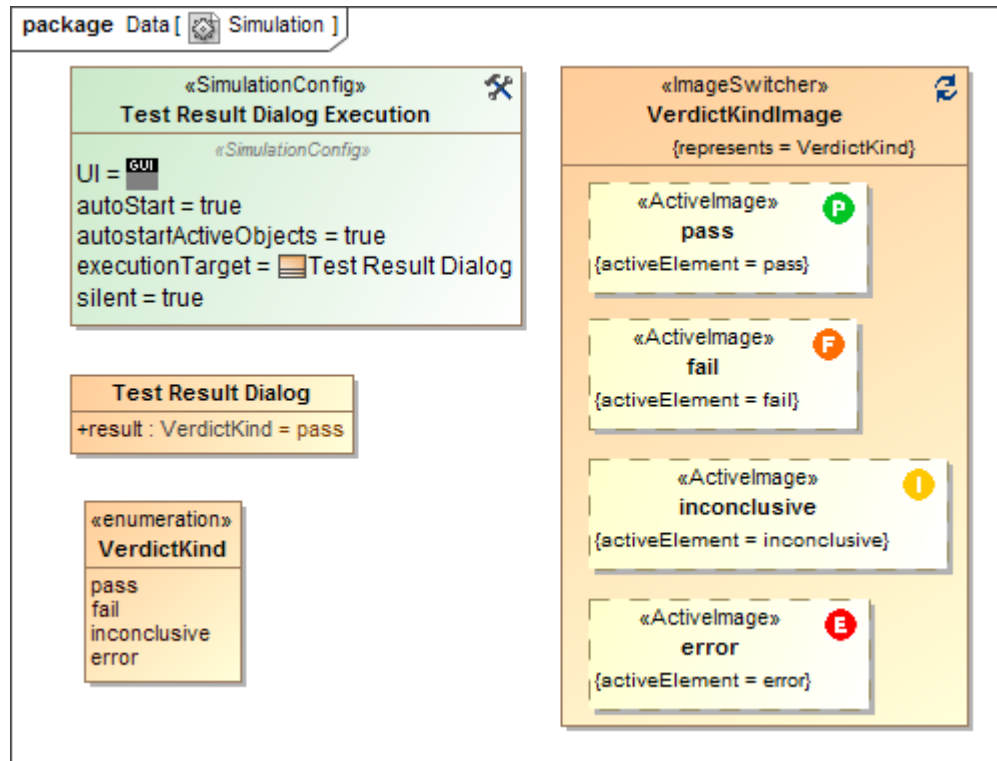 package Data [ Simulation ]
«SimulationConfig»
Test Result Dialog Execution
«SimulationConfig»
UI = GUI
autoStart = true
autostartActiveObjects = true
executionTarget = Test Result Dialog
silent = true
Test Result Dialog
+result : VerdictKind = pass
«enumeration»
VerdictKind
pass
fail
inconclusive
error
«ImageSwitcher»
VerdictKindImage
{represents = VerdictKind}
«ActiveImage»
P
pass
{activeElement = pass}
«ActiveImage»
F
fail
{activeElement = fail}
«ActiveImage»
I
inconclusive
{activeElement = inconclusive}
«ActiveImage»
E
error
{activeElement = error}